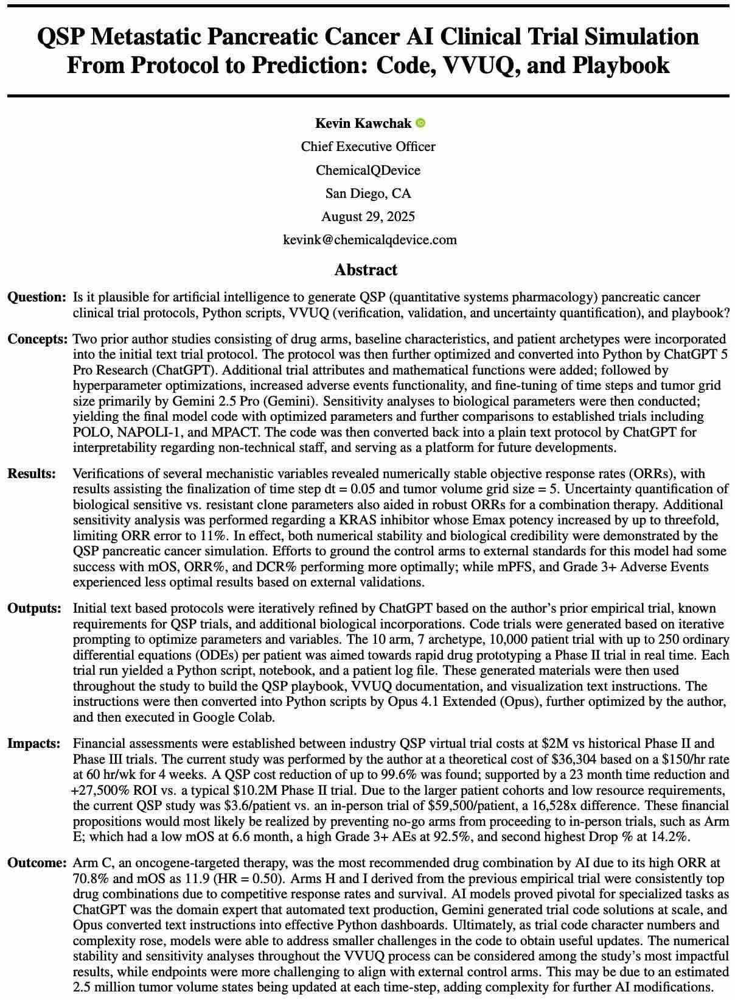 QSP Metastatic Pancreatic Cancer AI Clinical Trial Simulation
From Protocol to Prediction: Code, VVUQ, and Playbook
Kevin Kawchak iD
Chief Executive Officer
ChemicalQDevice
San Diego, CA
August 29, 2025
kevink@chemicalqdevice.com
Abstract
Question: Is it plausible for artificial intelligence to generate QSP (quantitative systems pharmacology) pancreatic cancer
clinical trial protocols, Python scripts, VVUQ (verification, validation, and uncertainty quantification), and playbook?
Concepts: Two prior author studies consisting of drug arms, baseline characteristics, and patient archetypes were incorporated
into the initial text trial protocol. The protocol was then further optimized and converted into Python by ChatGPT 5
Pro Research (ChatGPT). Additional trial attributes and mathematical functions were added; followed by
hyperparameter optimizations, increased adverse events functionality, and fine-tuning of time steps and tumor grid
size primarily by Gemini 2.5 Pro (Gemini). Sensitivity analyses to biological parameters were then conducted;
yielding the final model code with optimized parameters and further comparisons to established trials including
POLO, NAPOLI-1, and MPACT. The code was then converted back into a plain text protocol by ChatGPT for
interpretability regarding non-technical staff, and serving as a platform for future developments.
Results: Verifications of several mechanistic variables revealed numerically stable objective response rates (ORRs), with
results assisting the finalization of time step dt = 0.05 and tumor volume grid size = 5. Uncertainty quantification of
biological sensitive vs. resistant clone parameters also aided in robust ORRs for a combination therapy. Additional
sensitivity analysis was performed regarding a KRAS inhibitor whose Emax potency increased by up to threefold,
limiting ORR error to 11%. In effect, both numerical stability and biological credibility were demonstrated by the
QSP pancreatic cancer simulation. Efforts to ground the control arms to external standards for this model had some
success with mOS, ORR%, and DCR% performing more optimally; while mPFS, and Grade 3+ Adverse Events
experienced less optimal results based on external validations.
Outputs: Initial text based protocols were iteratively refined by ChatGPT based on the author's prior empirical trial, known
requirements for QSP trials, and additional biological incorporations. Code trials were generated based on iterative
prompting to optimize parameters and variables. The 10 arm, 7 archetype, 10,000 patient trial with up to 250 ordinary
differential equations (ODEs) per patient was aimed towards rapid drug prototyping a Phase II trial in real time. Each
trial run yielded a Python script, notebook, and a patient log file. These generated materials were then used
throughout the study to build the QSP playbook, VVUQ documentation, and visualization text instructions. The
instructions were then converted into Python scripts by Opus 4.1 Extended (Opus), further optimized by the author,
and then executed in Google Colab.
Impacts: Financial assessments were established between industry QSP virtual trial costs at $2M vs historical Phase II and
Phase III trials. The current study was performed by the author at a theoretical cost of $36,304 based on a $150/hr rate
at 60 hr/wk for 4 weeks. A QSP cost reduction of up to 99.6% was found; supported by a 23 month time reduction and
+27,500% ROI vs. a typical $10.2M Phase II trial. Due to the larger patient cohorts and low resource requirements,
the current QSP study was $3.6/patient vs. an in-person trial of $59,500/patient, a 16,528x difference. These financial
propositions would most likely be realized by preventing no-go arms from proceeding to in-person trials, such as Arm
E; which had a low mOS at 6.6 month, a high Grade 3+ AEs at 92.5%, and second highest Drop % at 14.2%.
Outcome: Arm C, an oncogene-targeted therapy, was the most recommended drug combination by AI due to its high ORR at
70.8% and mOS as 11.9 (HR = 0.50). Arms H and I derived from the previous empirical trial were consistently top
drug combinations due to competitive response rates and survival. AI models proved pivotal for specialized tasks as
ChatGPT was the domain expert that automated text production, Gemini generated trial code solutions at scale, and
Opus converted text instructions into effective Python dashboards. Ultimately, as trial code character numbers and
complexity rose, models were able to address smaller challenges in the code to obtain useful updates. The numerical
stability and sensitivity analyses throughout the VVUQ process can be considered among the study's most impactful
results, while endpoints were more challenging to align with external control arms. This may be due to an estimated
2.5 million tumor volume states being updated at each time-step, adding complexity for further AI modifications.